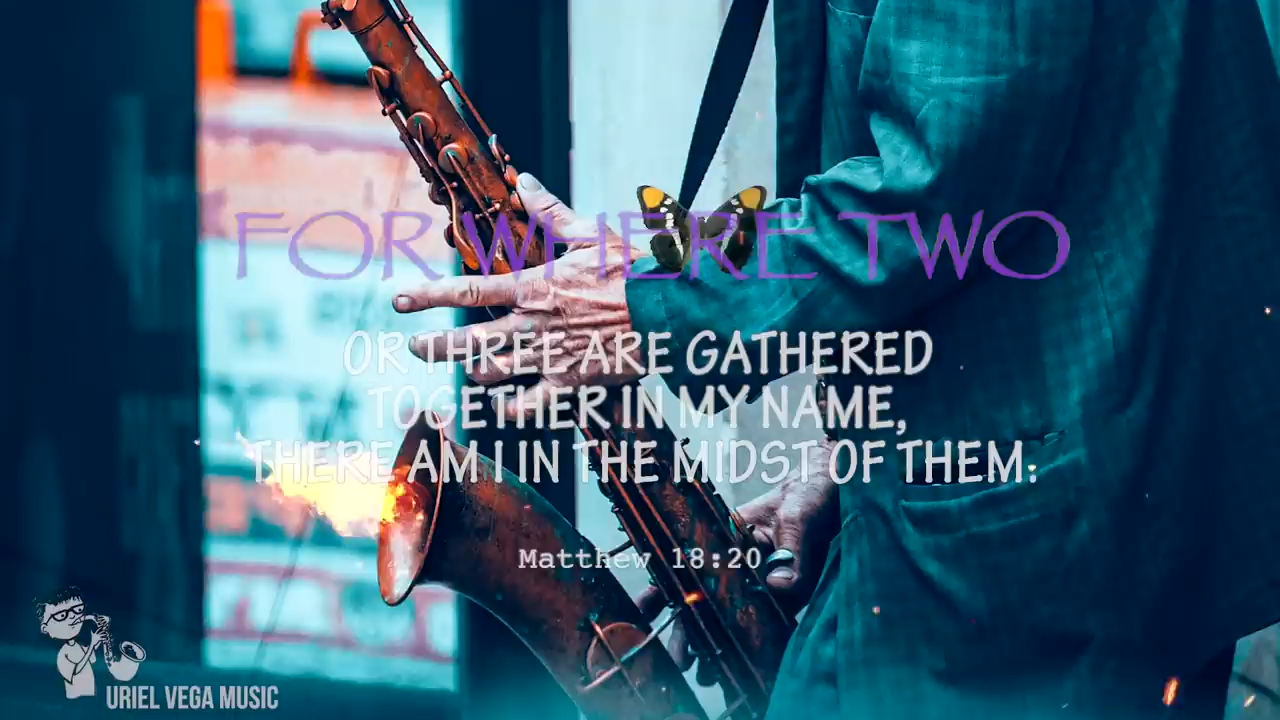 FOR WHERE TWO
OR THREE ARE GATHERED
TOGETHER IN MY NAME,
THERE AM I IN THE MIDST OF THEM.
Matthew 18:20
URIEL VEGA MUSIC